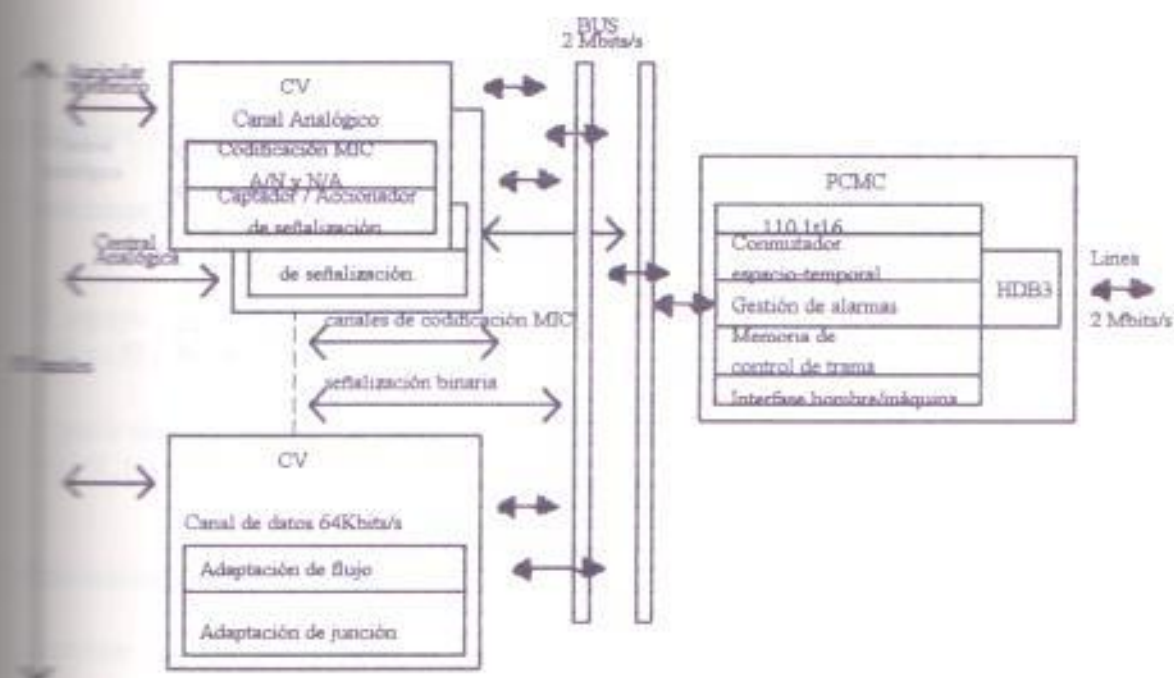 BUS
2 Mbits/s
CV
Canal Analógico
Codificación MIC
A/N y N/A
Captador / Accionador
de señalización
de señalización
Central
Analógica
canales de codificación MIC
señalización binaria
CV
Canal de datos 64Kbits/s
Adaptación de flujo
Adaptación de junción
PCMC
Conmutador
espacio-temporal
Gestión de alarmas
Memoria de
control de trama
Interfase hombre/máquina
HDB3
Linea
2 Mbits/s